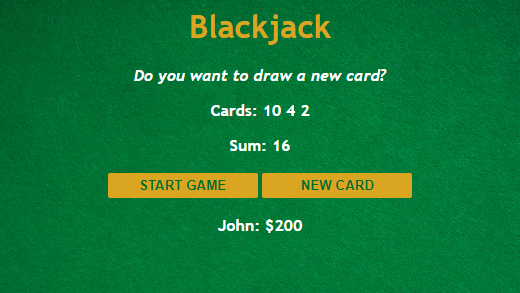 Blackjack
Do you want to draw a new card?
Cards: 10 4 2
Sum: 16
START GAME NEW CARD
John: $200